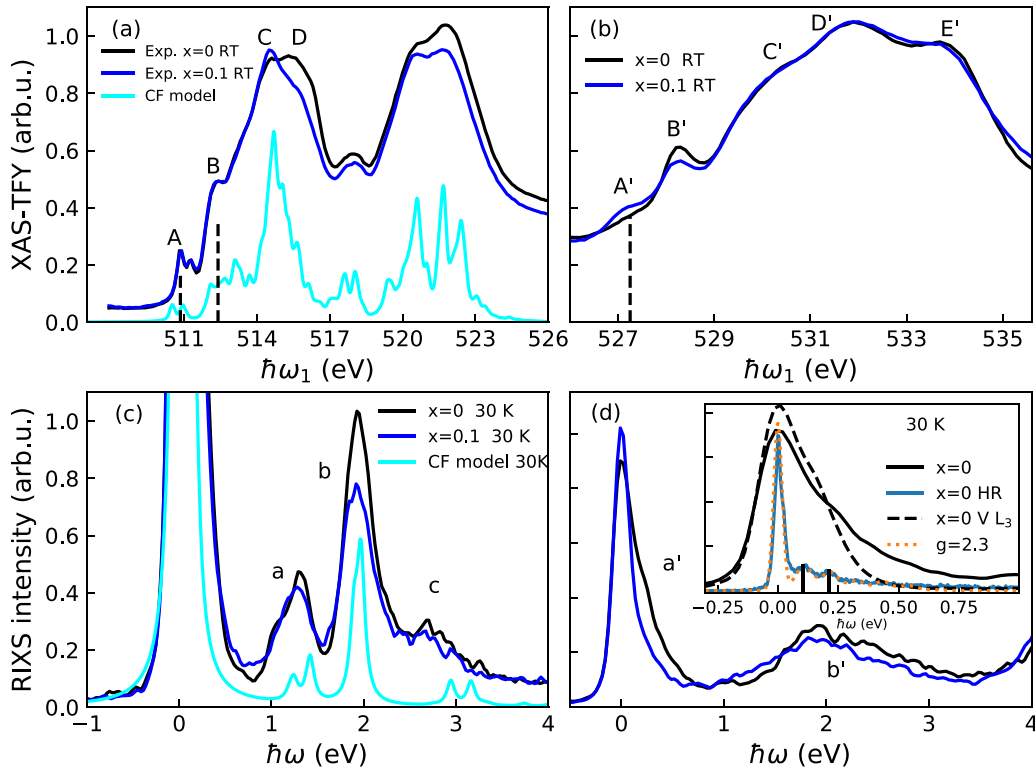 (a)
C D
Exp. x=0 RT
Exp. x=0.1 RT
CF model
B
A
XAS-TFY (arb.u.)
1.0
0.8
0.6
0.4
0.2
0.0
511 514 517 520 523 526
ħω₁ (eV)
(b)
D'
E'
C'
x=0 RT
x=0.1 RT
B'
A'
527 529 531 533 535
ħω₁ (eV)
(c)
x=0 30 K
x=0.1 30 K
CF model 30K
b
a
c
RIXS intensity (arb.u.)
1.0
0.8
0.6
0.4
0.2
0.0
−1 0 1 2 3 4
ħω (eV)
(d)
30 K
x=0
x=0 HR
x=0 V L₃
g=2.3
−0.25 0.00 0.25 0.50 0.75
ħω (eV)
a'
b'
0 1 2 3 4
ħω (eV)